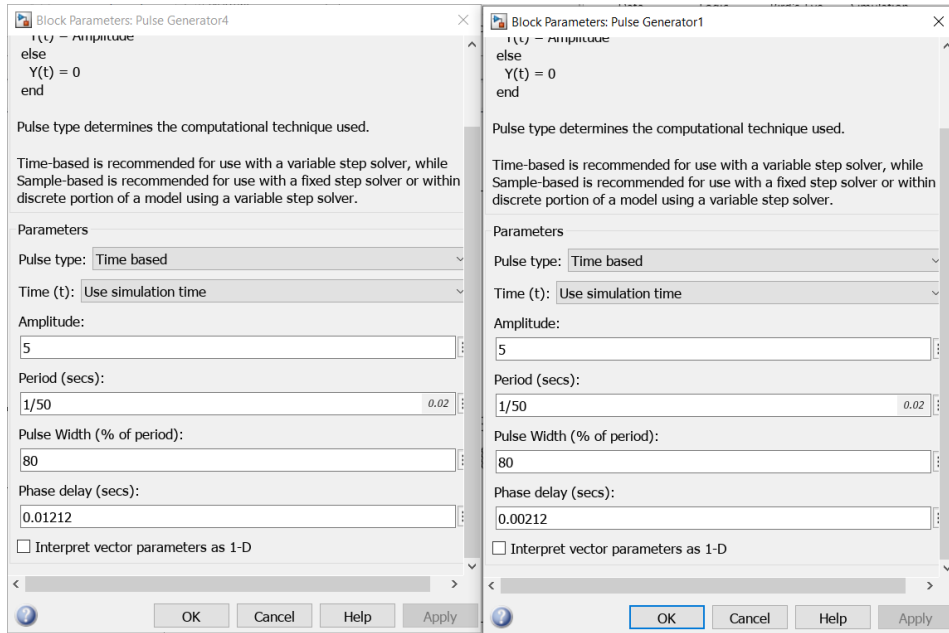 Block Parameters: Pulse Generator4
Y(t) = Amplitude
else
Y(t) = 0
end
Pulse type determines the computational technique used.
Time-based is recommended for use with a variable step solver, while
Sample-based is recommended for use with a fixed step solver or within
discrete portion of a model using a variable step solver.
Parameters
Pulse type: Time based
Time (t): Use simulation time
Amplitude:
5
Period (secs):
1/50 0.02
Pulse Width (% of period):
80
Phase delay (secs):
0.01212
Interpret vector parameters as 1-D
OK Cancel Help Apply
Block Parameters: Pulse Generator1
Y(t) = Amplitude
else
Y(t) = 0
end
Pulse type determines the computational technique used.
Time-based is recommended for use with a variable step solver, while
Sample-based is recommended for use with a fixed step solver or within
discrete portion of a model using a variable step solver.
Parameters
Pulse type: Time based
Time (t): Use simulation time
Amplitude:
5
Period (secs):
1/50 0.02
Pulse Width (% of period):
80
Phase delay (secs):
0.00212
Interpret vector parameters as 1-D
OK Cancel Help Apply